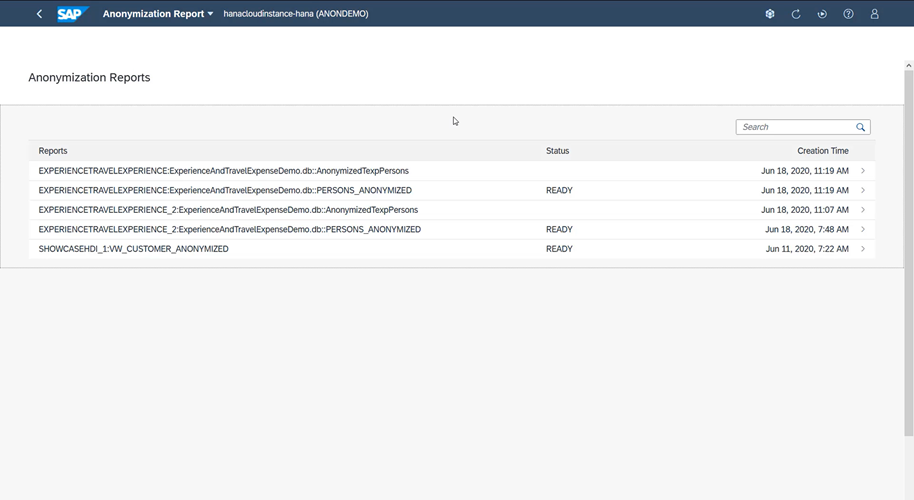 SAP Anonymization Report hanacloudinstance-hana (ANONDEMO)
Anonymization Reports
Search
Reports Status Creation Time
EXPERIENCETRAVELEXPERIENCE:ExperienceAndTravelExpenseDemo.db::AnonymizedTexpPersons Jun 18, 2020, 11:19 AM
EXPERIENCETRAVELEXPERIENCE:ExperienceAndTravelExpenseDemo.db::PERSONS_ANONYMIZED READY Jun 18, 2020, 11:19 AM
EXPERIENCETRAVELEXPERIENCE_2:ExperienceAndTravelExpenseDemo.db::AnonymizedTexpPersons Jun 18, 2020, 11:07 AM
EXPERIENCETRAVELEXPERIENCE_2:ExperienceAndTravelExpenseDemo.db::PERSONS_ANONYMIZED READY Jun 18, 2020, 7:48 AM
SHOWCASEHDI_1:VW_CUSTOMER_ANONYMIZED READY Jun 11, 2020, 7:22 AM